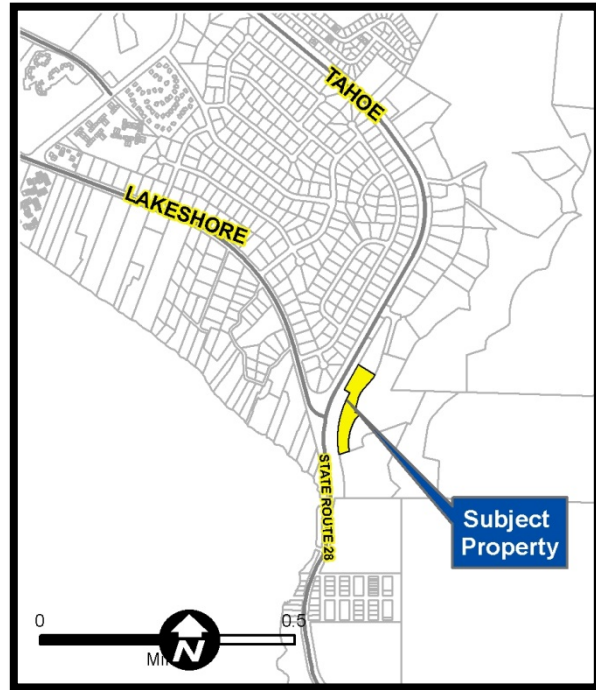 TAHOE
LAKESHORE
STATE ROUTE 28
Subject
Property
0
0.5
N